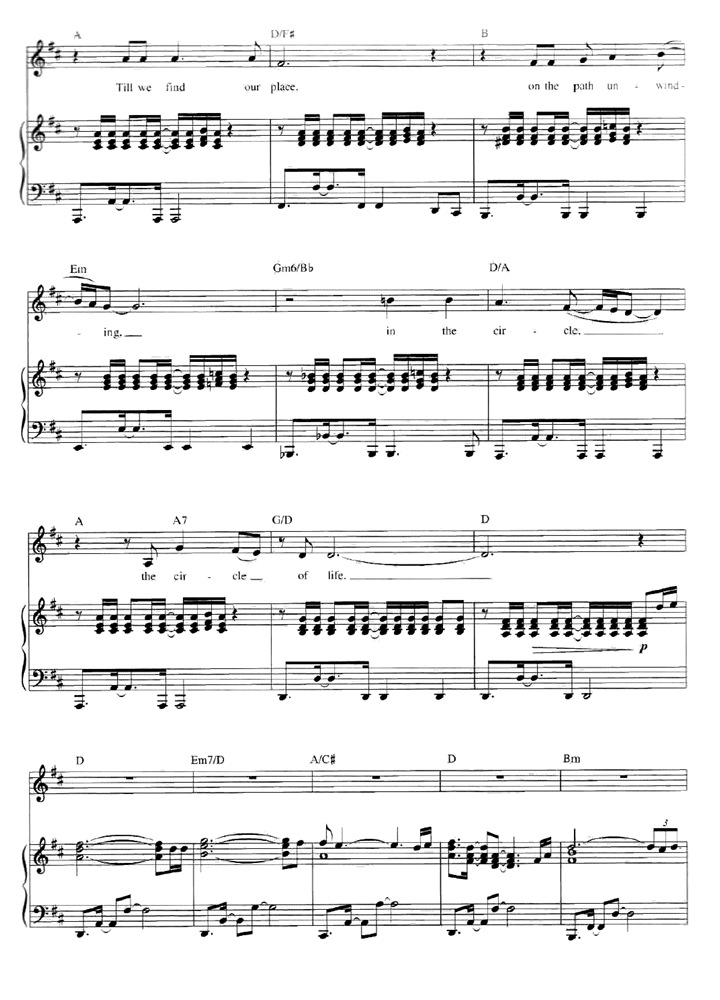 A D/F♯ B
Till we find our place. on the path un - wind-
Em Gm6/B♭ D/A
- ing, in the cir - cle.
A A7 G/D D
the cir - cle of life.
p
D Em7/D A/C♯ D Bm
3